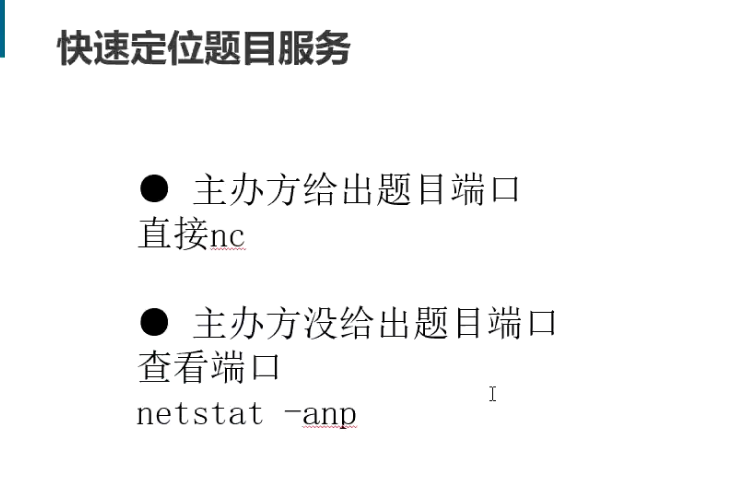 快速定位题目服务
● 主办方给出题目端口
直接nc
● 主办方没给出题目端口
查看端口
netstat -anp